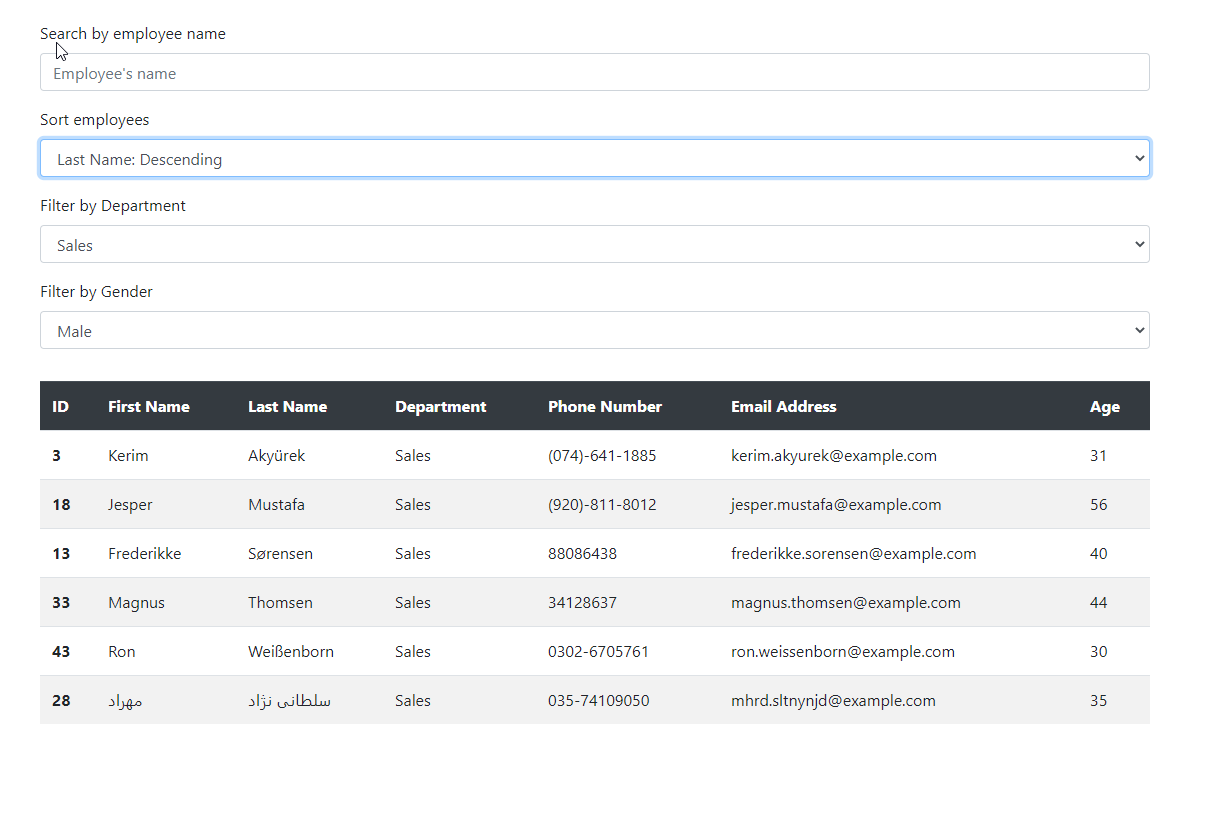 Search by employee name
Employee's name
Sort employees
Last Name: Descending
Filter by Department
Sales
Filter by Gender
Male
ID First Name Last Name Department Phone Number Email Address Age
3 Kerim Akyürek Sales (074)-641-1885 kerim.akyurek@example.com 31
18 Jesper Mustafa Sales (920)-811-8012 jesper.mustafa@example.com 56
13 Frederikke Sørensen Sales 88086438 frederikke.sorensen@example.com 40
33 Magnus Thomsen Sales 34128637 magnus.thomsen@example.com 44
43 Ron Weißenborn Sales 0302-6705761 ron.weissenborn@example.com 30
28 مهراد سلطانی نژاد Sales 035-74109050 mhrd.sltnynjd@example.com 35